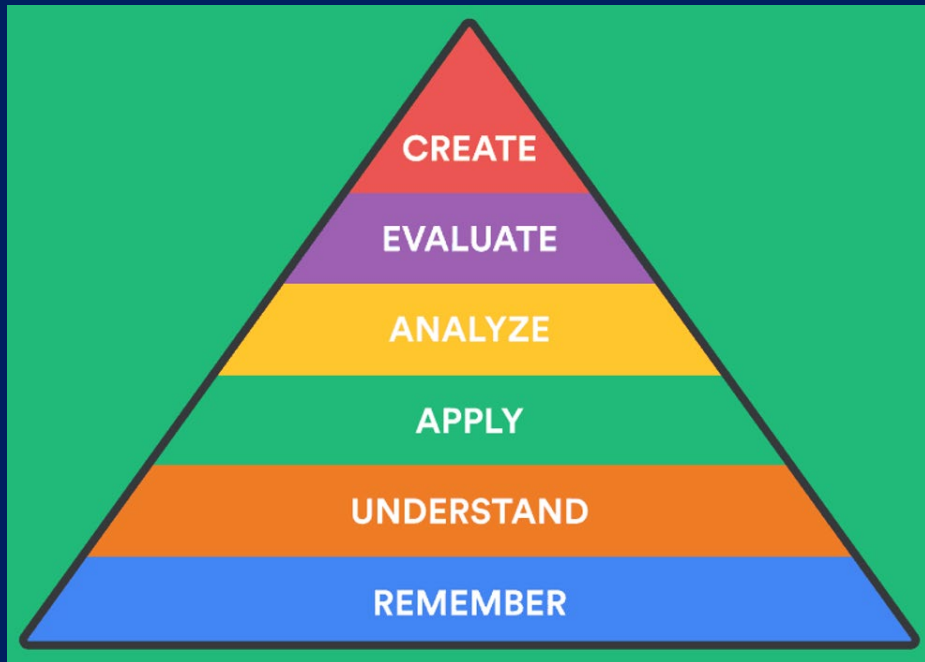 CREATE
EVALUATE
ANALYZE
APPLY
UNDERSTAND
REMEMBER